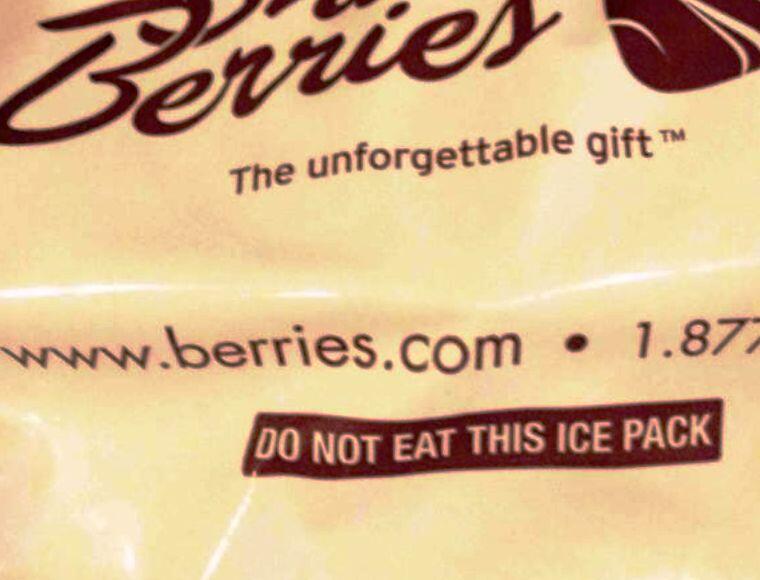 Berries
The unforgettable gift™
www.berries.com • 1.877
DO NOT EAT THIS ICE PACK